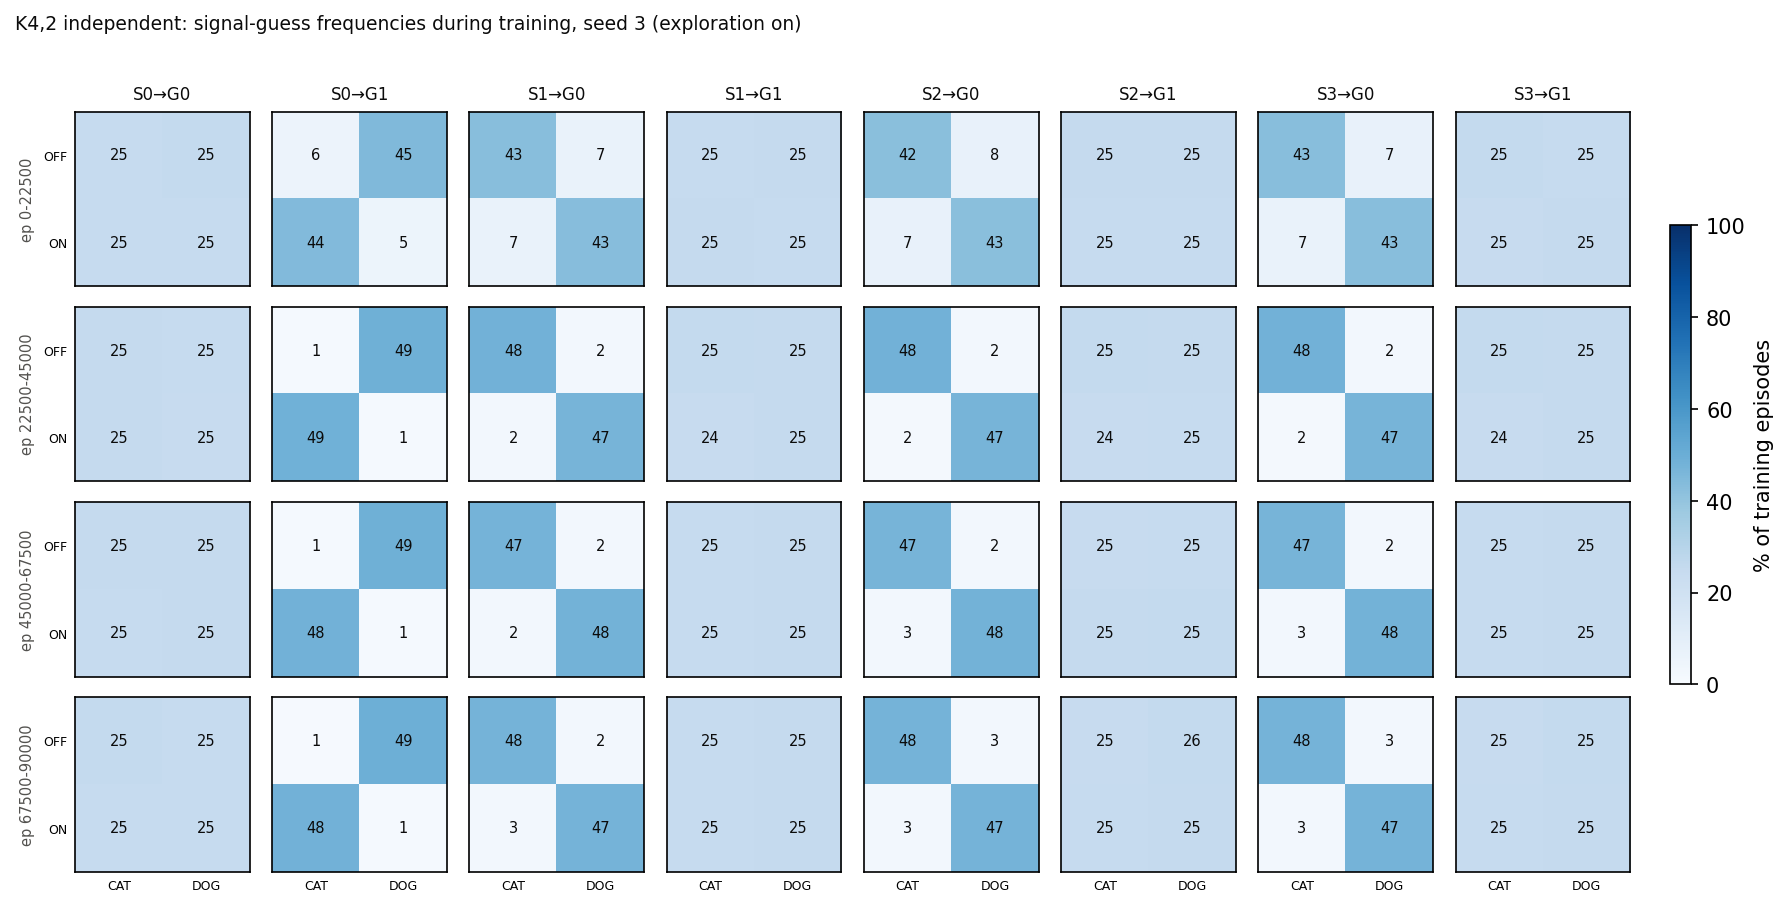 K4,2 independent: signal-guess frequencies during training, seed 3 (exploration on)
S0→G0 S0→G1 S1→G0 S1→G1 S2→G0 S2→G1 S3→G0 S3→G1
ep 0-22500
OFF 25 25 6 45 43 7 25 25 42 8 25 25 43 7 25 25
ON 25 25 44 5 7 43 25 25 7 43 25 25 7 43 25 25
ep 22500-45000
OFF 25 25 1 49 48 2 25 25 48 2 25 25 48 2 25 25
ON 25 25 49 1 2 47 24 25 2 47 24 25 2 47 24 25
ep 45000-67500
OFF 25 25 1 49 47 2 25 25 47 2 25 25 47 2 25 25
ON 25 25 48 1 2 48 25 25 3 48 25 25 3 48 25 25
ep 67500-90000
OFF 25 25 1 49 48 2 25 25 48 3 25 26 48 3 25 25
ON 25 25 48 1 3 47 25 25 3 47 25 25 3 47 25 25
CAT DOG CAT DOG CAT DOG CAT DOG CAT DOG CAT DOG CAT DOG CAT DOG
100
80
60
40
20
0
% of training episodes